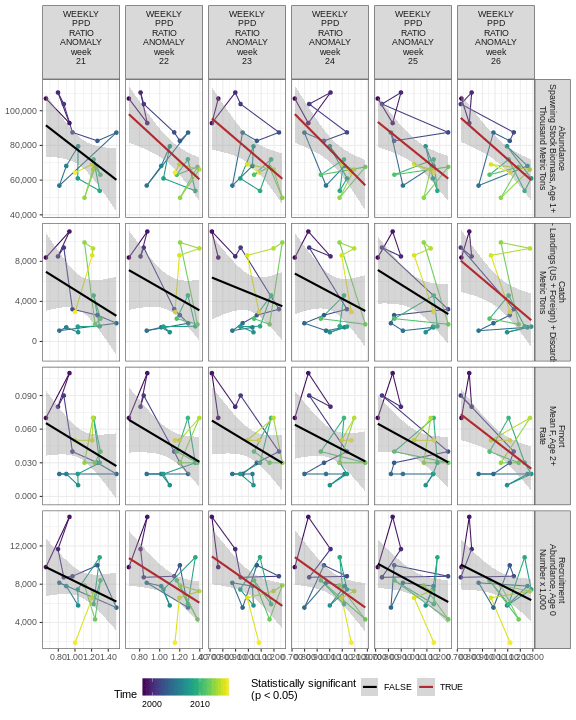 WEEKLY
PPD
RATIO
ANOMALY
week
21
WEEKLY
PPD
RATIO
ANOMALY
week
22
WEEKLY
PPD
RATIO
ANOMALY
week
23
WEEKLY
PPD
RATIO
ANOMALY
week
24
WEEKLY
PPD
RATIO
ANOMALY
week
25
WEEKLY
PPD
RATIO
ANOMALY
week
26
100,000
80,000
60,000
40,000
Abundance
Spawning Stock Biomass, Age 1+
Thousand Metric Tons
8,000
4,000
0
Catch
- Landings (US + Foreign) + Discard
Metric Tons
0.090
0.060
0.030
0.000
Fmort
Mean F, Age 2+
Rate
12,000
8,000
4,000
Recruitment
Abundance, Age 0
Number x 1,000
0.80 1.00 1.20 1.40
0.80 1.00 1.20
Time
2000 2010
Statistically significant
(p < 0.05)
FALSE
TRUE